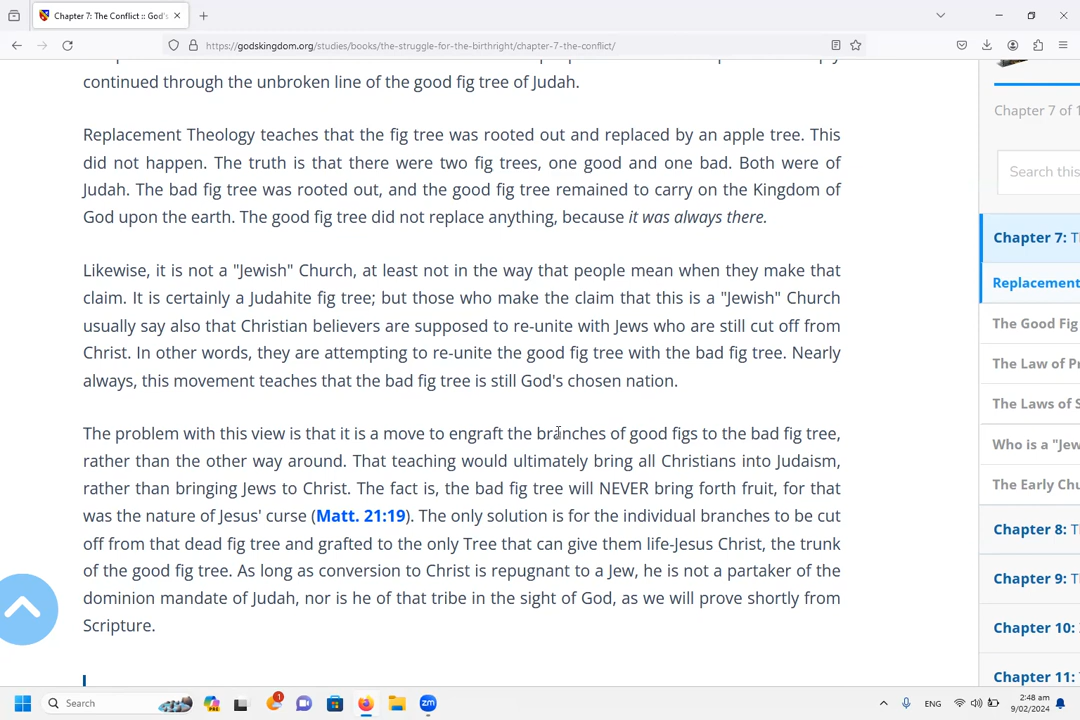 Chapter 7: The Conflict :: God's
https://godskingdom.org/studies/books/the-struggle-for-the-birthright/chapter-7-the-conflict/
continued through the unbroken line of the good fig tree of Judah.
Replacement Theology teaches that the fig tree was rooted out and replaced by an apple tree. This
did not happen. The truth is that there were two fig trees, one good and one bad. Both were of
Judah. The bad fig tree was rooted out, and the good fig tree remained to carry on the Kingdom of
God upon the earth. The good fig tree did not replace anything, because it was always there.
Likewise, it is not a "Jewish" Church, at least not in the way that people mean when they make that
claim. It is certainly a Judahite fig tree; but those who make the claim that this is a "Jewish" Church
usually say also that Christian believers are supposed to re-unite with Jews who are still cut off from
Christ. In other words, they are attempting to re-unite the good fig tree with the bad fig tree. Nearly
always, this movement teaches that the bad fig tree is still God's chosen nation.
The problem with this view is that it is a move to engraft the branches of good figs to the bad fig tree,
rather than the other way around. That teaching would ultimately bring all Christians into Judaism,
rather than bringing Jews to Christ. The fact is, the bad fig tree will NEVER bring forth fruit, for that
was the nature of Jesus' curse (Matt. 21:19). The only solution is for the individual branches to be cut
off from that dead fig tree and grafted to the only Tree that can give them life-Jesus Christ, the trunk
of the good fig tree. As long as conversion to Christ is repugnant to a Jew, he is not a partaker of the
dominion mandate of Judah, nor is he of that tribe in the sight of God, as we will prove shortly from
Scripture.
Chapter 7 of 1
Search this
Chapter 7: T
Replacement
The Good Fig
The Law of Pr
The Laws of S
Who is a "Jew
The Early Chu
Chapter 8: T
Chapter 9: T
Chapter 10:
Chapter 11:
Search
PRE
1
zm
ENG
2:48 am
9/02/2024